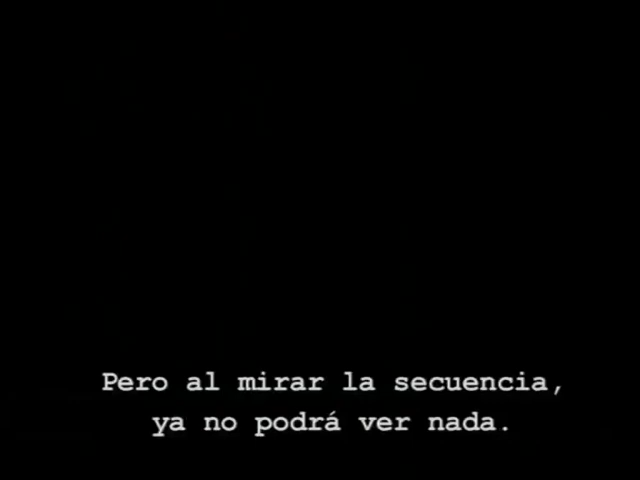 Pero al mirar la secuencia,
ya no podrá ver nada.